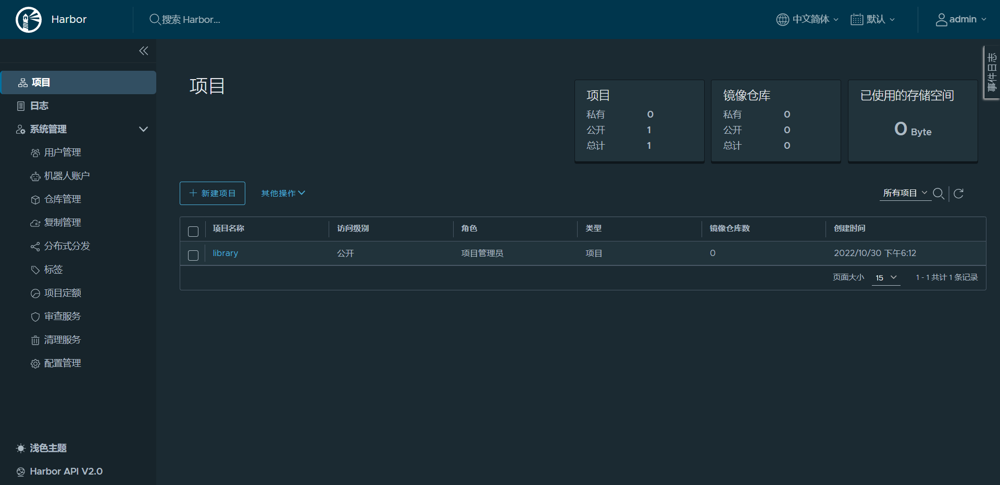 Harbor
搜索 Harbor...
中文简体
默认
admin
事件日志
项目
日志
系统管理
用户管理
机器人账户
仓库管理
复制管理
分布式分发
标签
项目定额
审查服务
清理服务
配置管理
浅色主题
Harbor API V2.0
项目
项目
私有 0
公开 1
总计 1
镜像仓库
私有 0
公开 0
总计 0
已使用的存储空间
0 Byte
新建项目
其他操作
所有项目
项目名称 访问级别 角色 类型 镜像仓库数 创建时间
library 公开 项目管理员 项目 0 2022/10/30 下午6:12
页面大小 15 1 - 1 共计 1 条记录